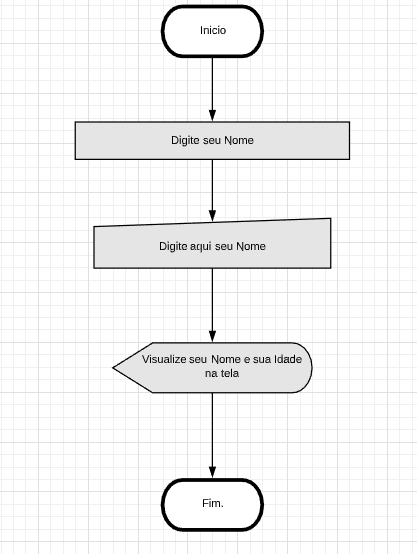 Inicio
Digite seu Nome
Digite aqui seu Nome
Visualize seu Nome e sua Idade
na tela
Fim.